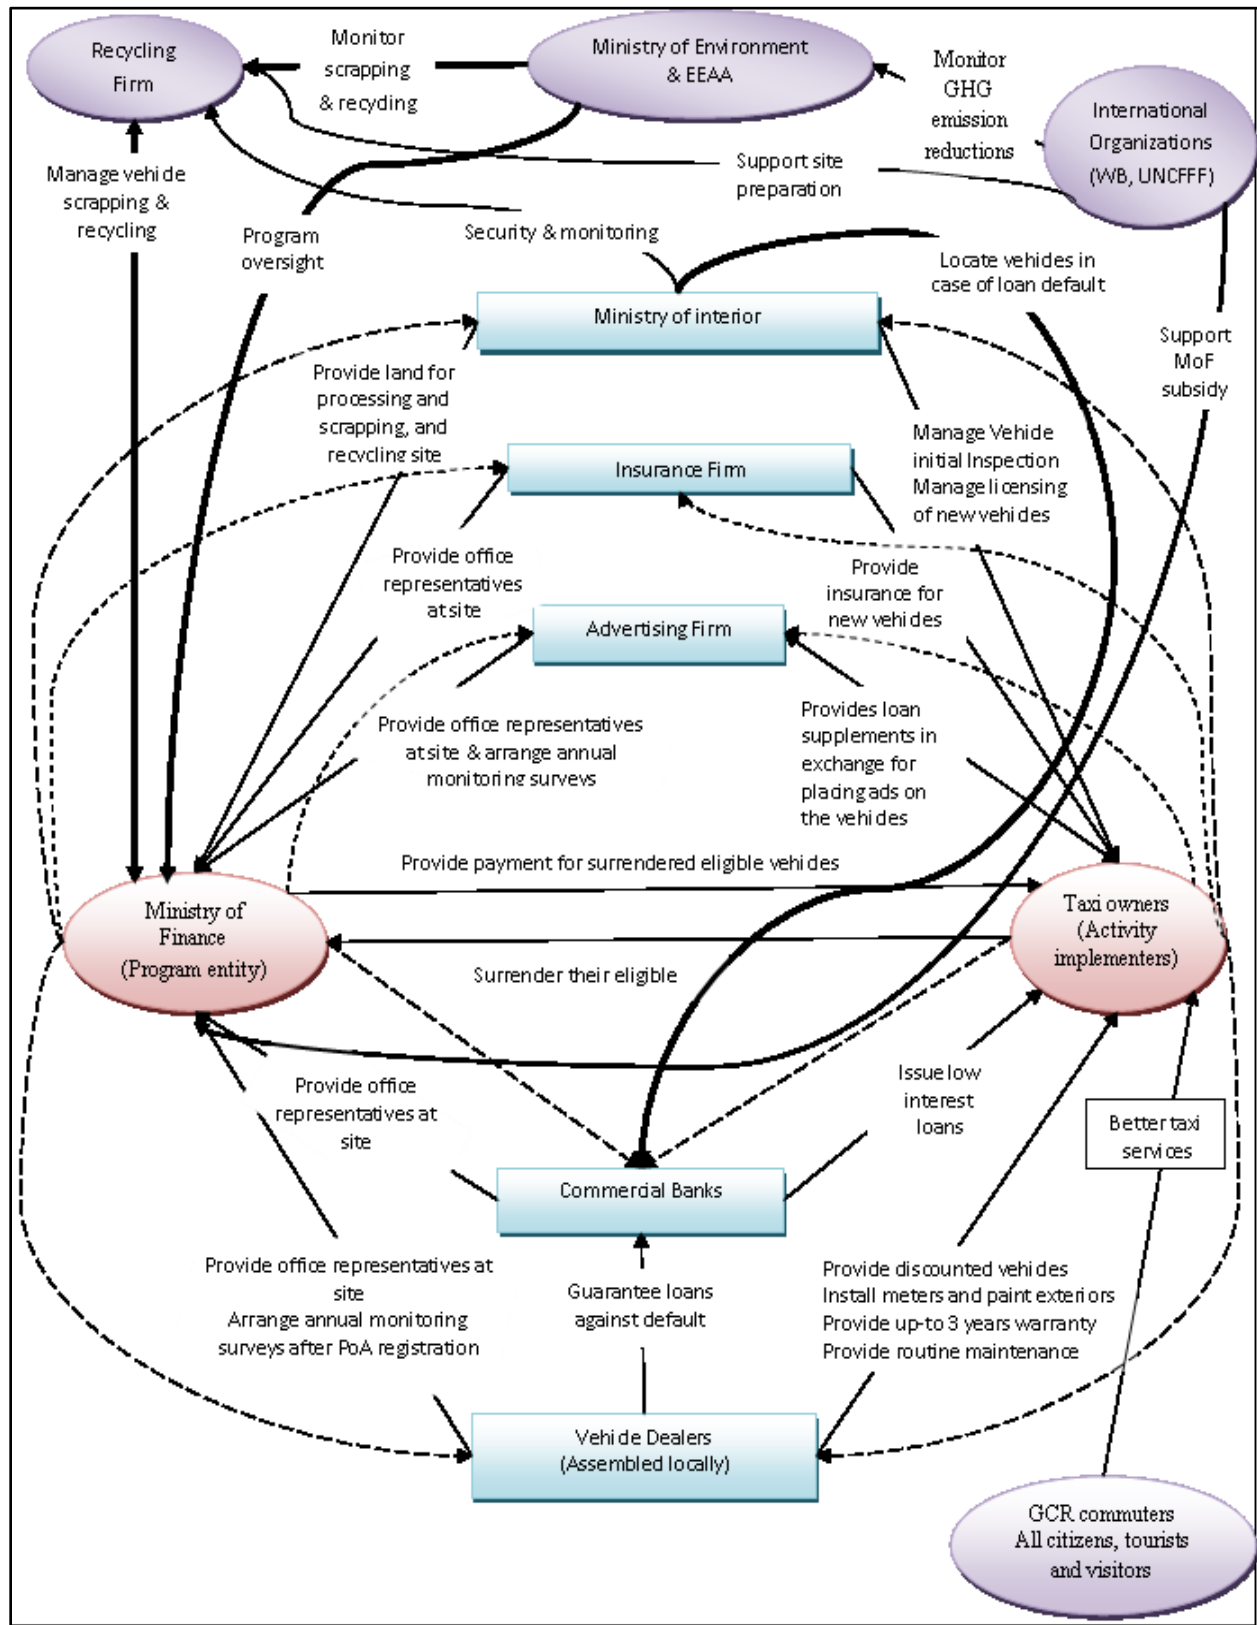 Recycling
Firm
Monitor
scrapping
& recycling
Ministry of Environment
& EEAA
Monitor
GHG
emission
reductions
International
Organizations
(WB, UNCFFF)
Manage vehicle
scrapping &
recycling
Support site
preparation
Program
oversight
Security & monitoring
Locate vehicles in
case of loan default
Ministry of interior
Support
MoF
subsidy
Provide land for
processing and
scrapping, and
recycling site
Manage Vehicle
initial Inspection
Manage licensing
of new vehicles
Insurance Firm
Provide office
representatives
at site
Provide
insurance for
new vehicles
Advertising Firm
Provide office representatives
at site & arrange annual
monitoring surveys
Provides loan
supplements in
exchange for
placing ads on
the vehicles
Provide payment for surrendered eligible vehicles
Ministry of
Finance
(Program entity)
Taxi owners
(Activity
implementers)
Surrender their eligible
Provide office
representatives at
site
Issue low
interest
loans
Better taxi
services
Commercial Banks
Provide office representatives at
site
Arrange annual monitoring
surveys after PoA registration
Guarantee loans
against default
Provide discounted vehicles
Install meters and paint exteriors
Provide up-to 3 years warranty
Provide routine maintenance
Vehicle Dealers
(Assembled locally)
GCR commuters
All citizens, tourists
and visitors